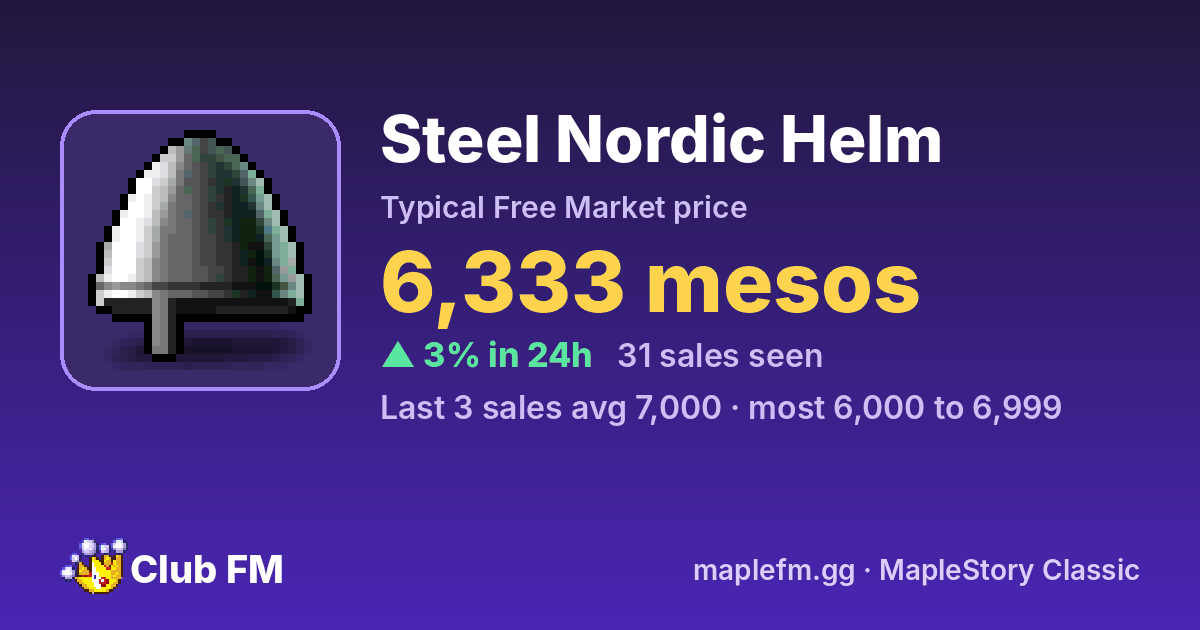 Steel Nordic Helm
Typical Free Market price
6,333 mesos
▲ 3% in 24h 31 sales seen
Last 3 sales avg 7,000 · most 6,000 to 6,999
Club FM
maplefm.gg · MapleStory Classic